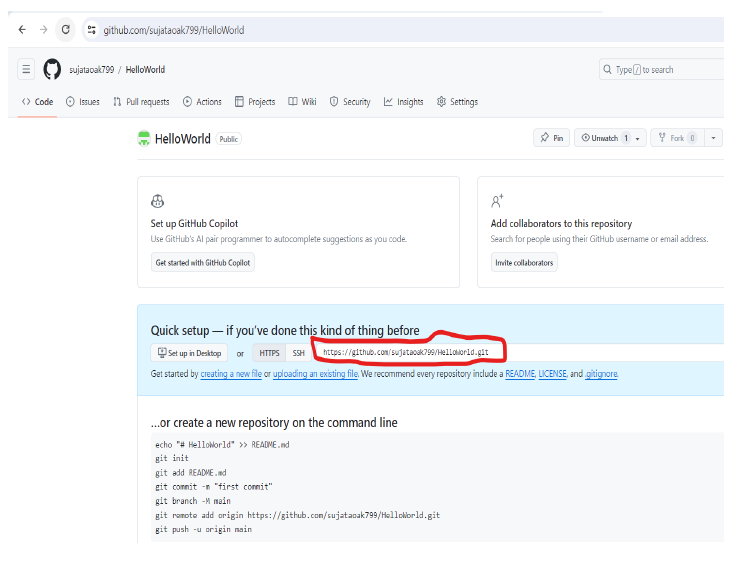 github.com/sujataoak799/HelloWorld
sujataoak799 / HelloWorld
Type / to search
Code Issues Pull requests Actions Projects Wiki Security Insights Settings
HelloWorld Public
Pin Unwatch 1 Fork 0
Set up GitHub Copilot
Use GitHub's AI pair programmer to autocomplete suggestions as you code.
Get started with GitHub Copilot
Add collaborators to this repository
Search for people using their GitHub username or email address.
Invite collaborators
Quick setup — if you've done this kind of thing before
Set up in Desktop or HTTPS SSH https://github.com/sujataoak799/HelloWorld.git
Get started by creating a new file or uploading an existing file. We recommend every repository include a README, LICENSE, and .gitignore.
...or create a new repository on the command line
echo "# HelloWorld" >> README.md
git init
git add README.md
git commit -m "first commit"
git branch -M main
git remote add origin https://github.com/sujataoak799/HelloWorld.git
git push -u origin main